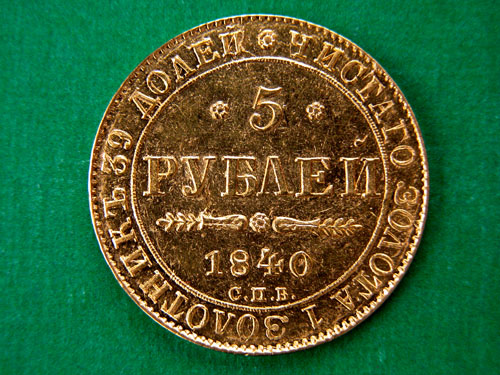 5
РУБЛЕЙ
1840
С.П.Б.
ЧИСТАГО ЗОЛОТА 1 ЗОЛОТНИКЪ 39 ДОЛЕЙ